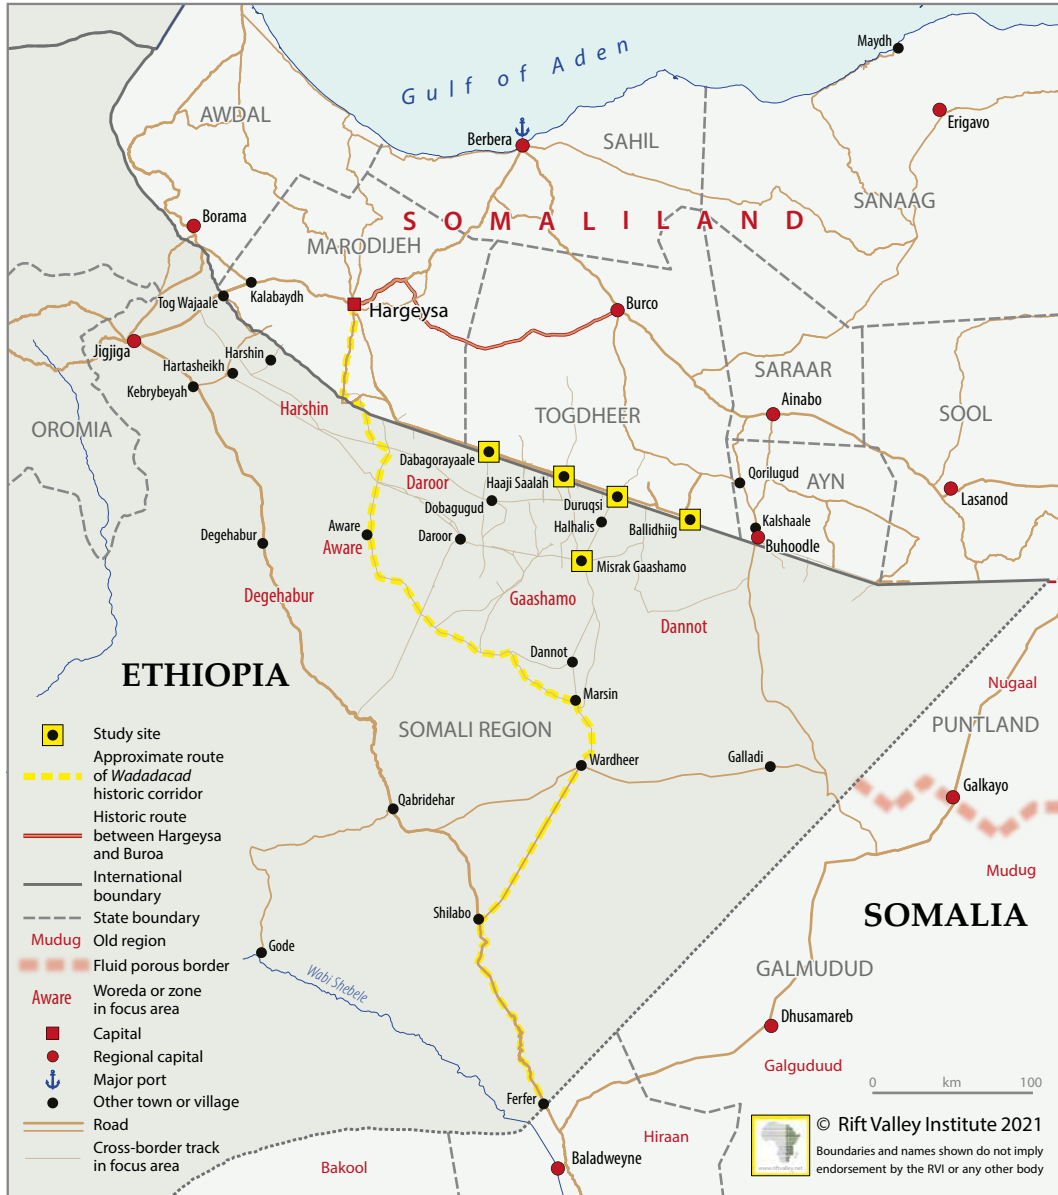 Maydh
Gulf of Aden
AWDAL
Erigavo
Berbera
SAHIL
SANAAG
Borama
SOMALILAND
MARODIJEH
Tog Wajaale
Kalabaydh
Hargeysa
Burco
Jigjiga
Harshin
Hartasheikh
Kebrybeyah
SARAAR
Ainabo
Harshin
OROMIA
TOGDHEER
SOOL
Dabagorayaale
Daroor
Haaji Saalah
Qorilugud
AYN
Lasanod
Dobagugud
Duruqsi
Halhalis
Ballidhiig
Kalshaale
Buhoodle
Degehabur
Aware
Aware
Daroor
Misrak Gaashamo
Degehabur
Gaashamo
Dannot
Dannot
ETHIOPIA
Marsin
Nugaal
PUNTLAND
SOMALI REGION
Wardheer
Galladi
Galkayo
Qabridehar
Mudug
Shilabo
SOMALIA
Gode
Wabi Shebele
GALMUDUD
Dhusamareb
Galguduud
Ferfer
Hiraan
Bakool
Baladweyne
Study site
Approximate route
of Wadadacad
historic corridor
Historic route
between Hargeysa
and Buroa
International
boundary
State boundary
Mudug Old region
Fluid porous border
Aware Woreda or zone
in focus area
Capital
Regional capital
Major port
Other town or village
Road
Cross-border track
in focus area
0 km 100
© Rift Valley Institute 2021
Boundaries and names shown do not imply
endorsement by the RVI or any other body
www.riftvalley.net